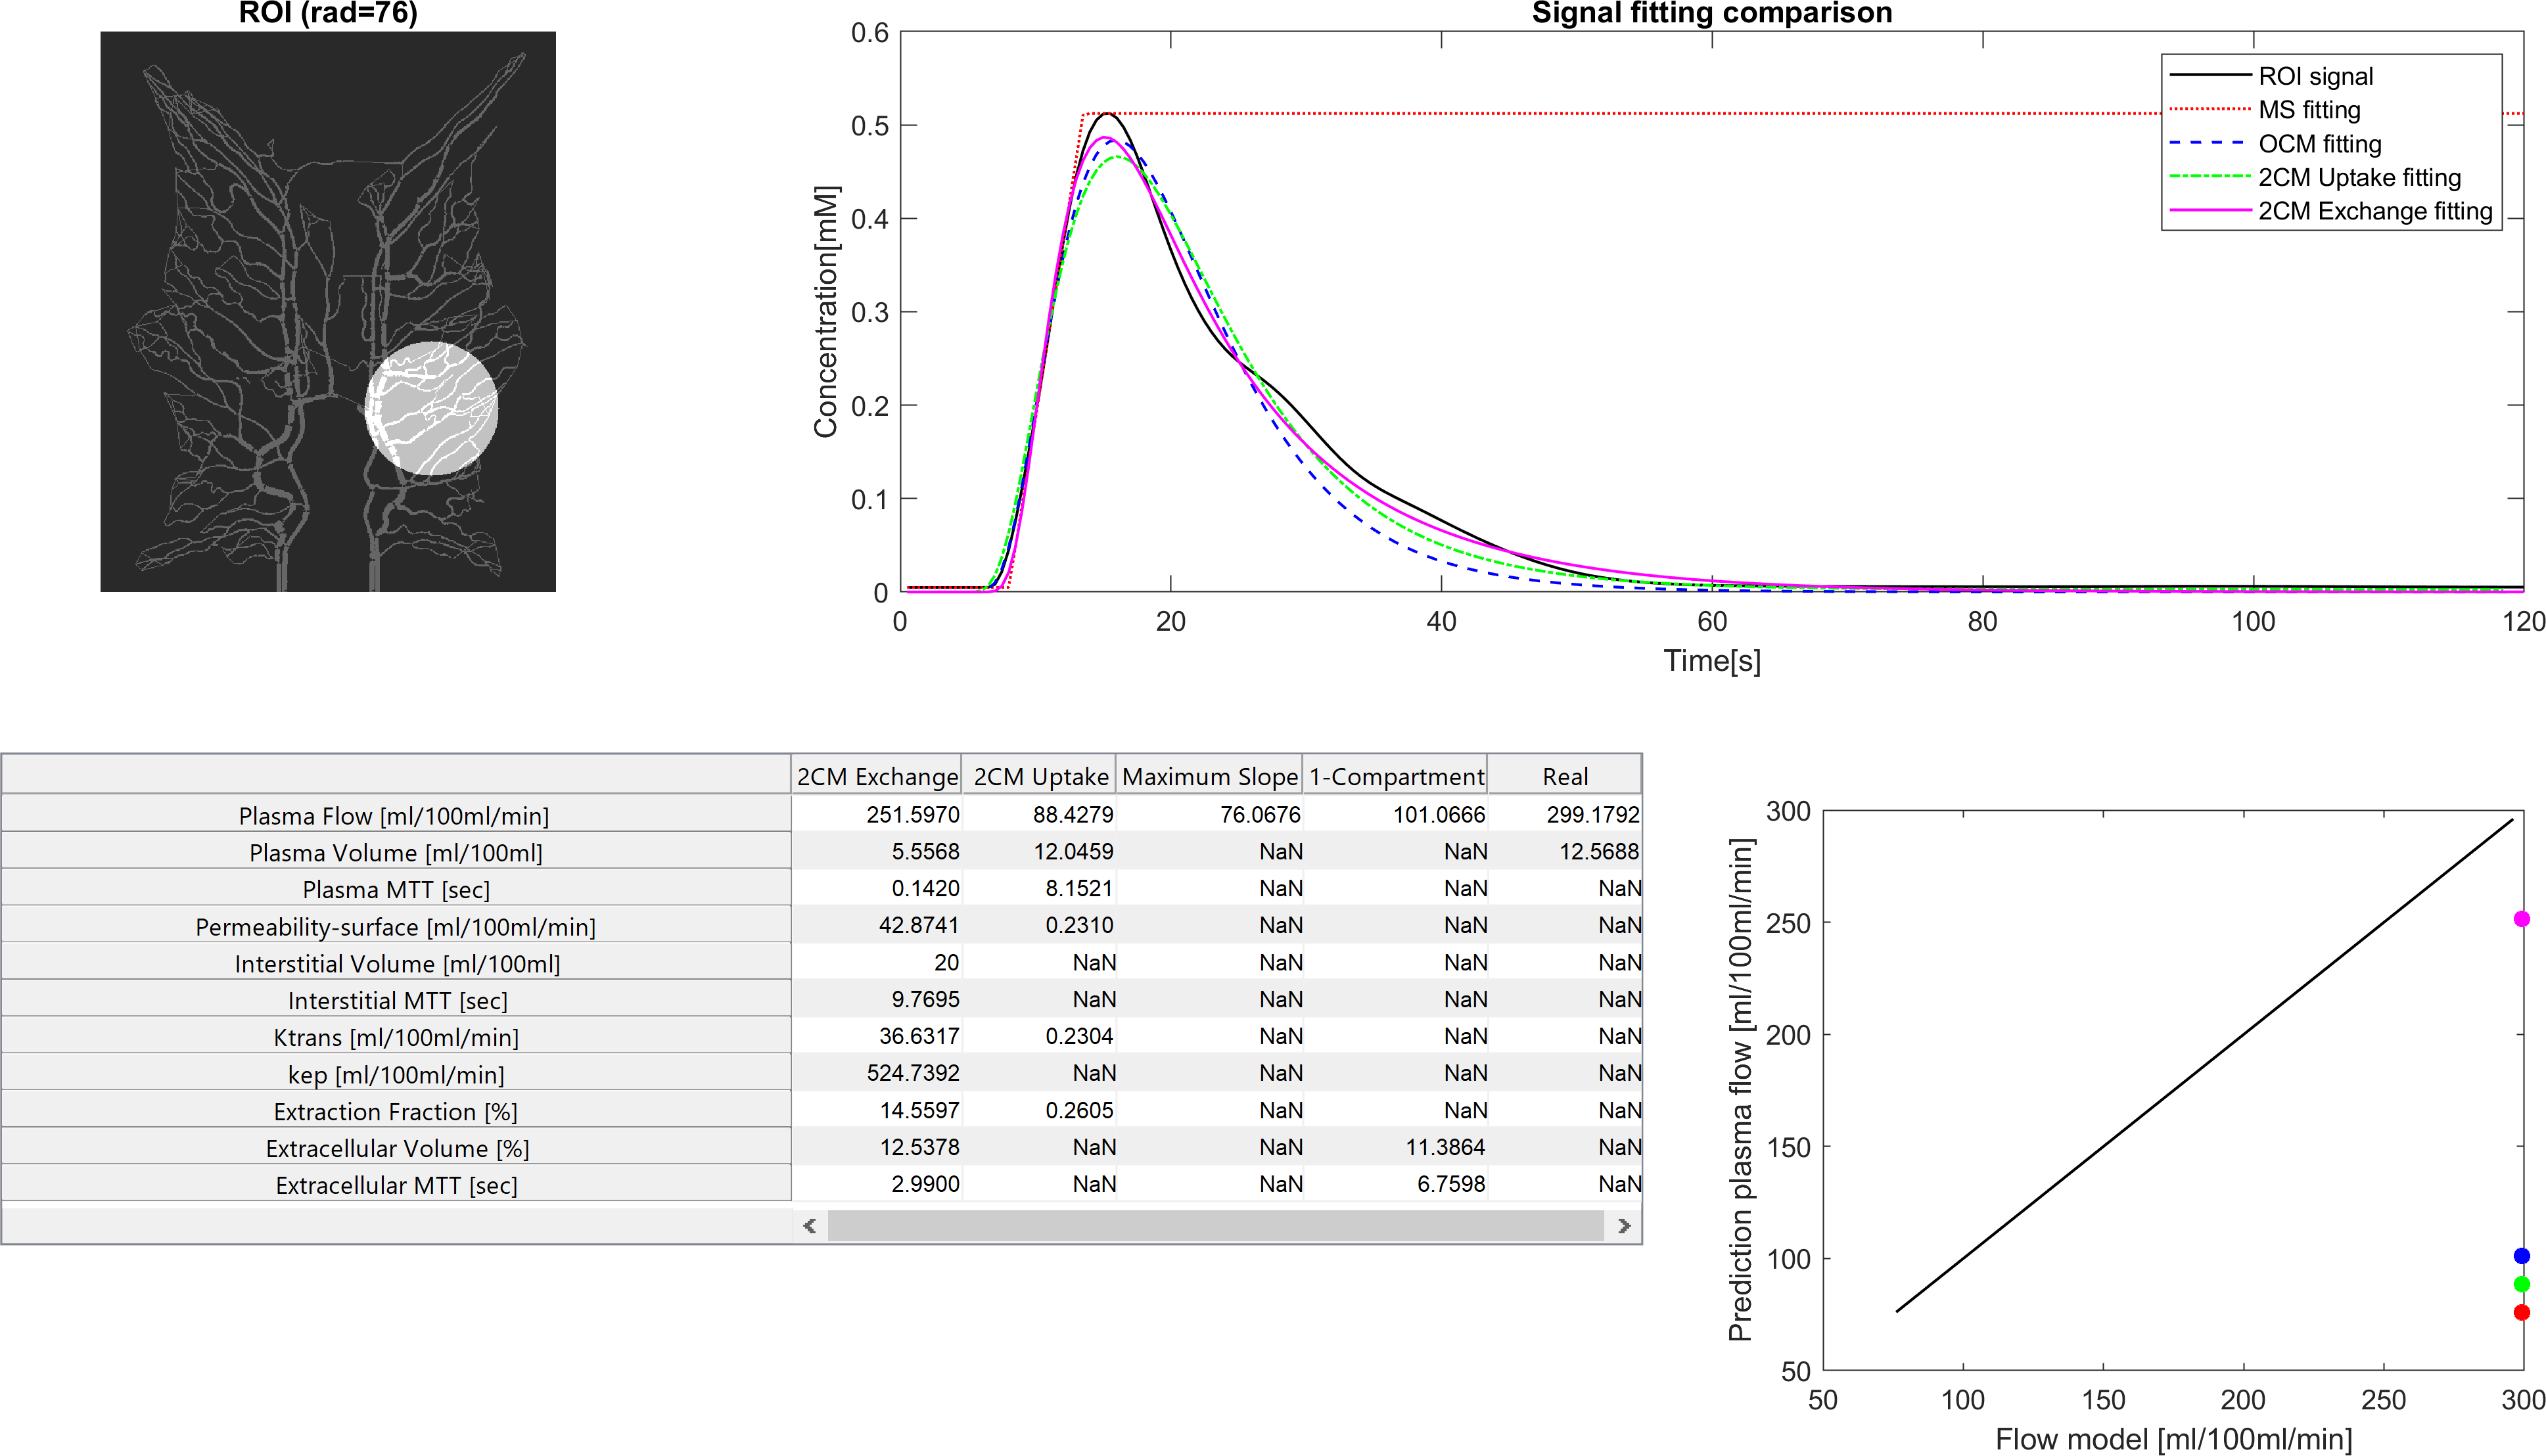 ROI (rad=76)
Signal fitting comparison
0.6
0.5
0.4
0.3
0.2
0.1
0
Concentration[mM]
0 20 40 60 80 100 120
Time[s]
ROI signal
MS fitting
OCM fitting
2CM Uptake fitting
2CM Exchange fitting
2CM Exchange 2CM Uptake Maximum Slope 1-Compartment Real
Plasma Flow [ml/100ml/min] 251.5970 88.4279 76.0676 101.0666 299.1792
Plasma Volume [ml/100ml] 5.5568 12.0459 NaN NaN 12.5688
Plasma MTT [sec] 0.1420 8.1521 NaN NaN NaN
Permeability-surface [ml/100ml/min] 42.8741 0.2310 NaN NaN NaN
Interstitial Volume [ml/100ml] 20 NaN NaN NaN NaN
Interstitial MTT [sec] 9.7695 NaN NaN NaN NaN
Ktrans [ml/100ml/min] 36.6317 0.2304 NaN NaN NaN
kep [ml/100ml/min] 524.7392 NaN NaN NaN NaN
Extraction Fraction [%] 14.5597 0.2605 NaN NaN NaN
Extracellular Volume [%] 12.5378 NaN NaN 11.3864 NaN
Extracellular MTT [sec] 2.9900 NaN NaN 6.7598 NaN
300
250
200
150
100
50
Prediction plasma flow [ml/100ml/min]
50 100 150 200 250 300
Flow model [ml/100ml/min]